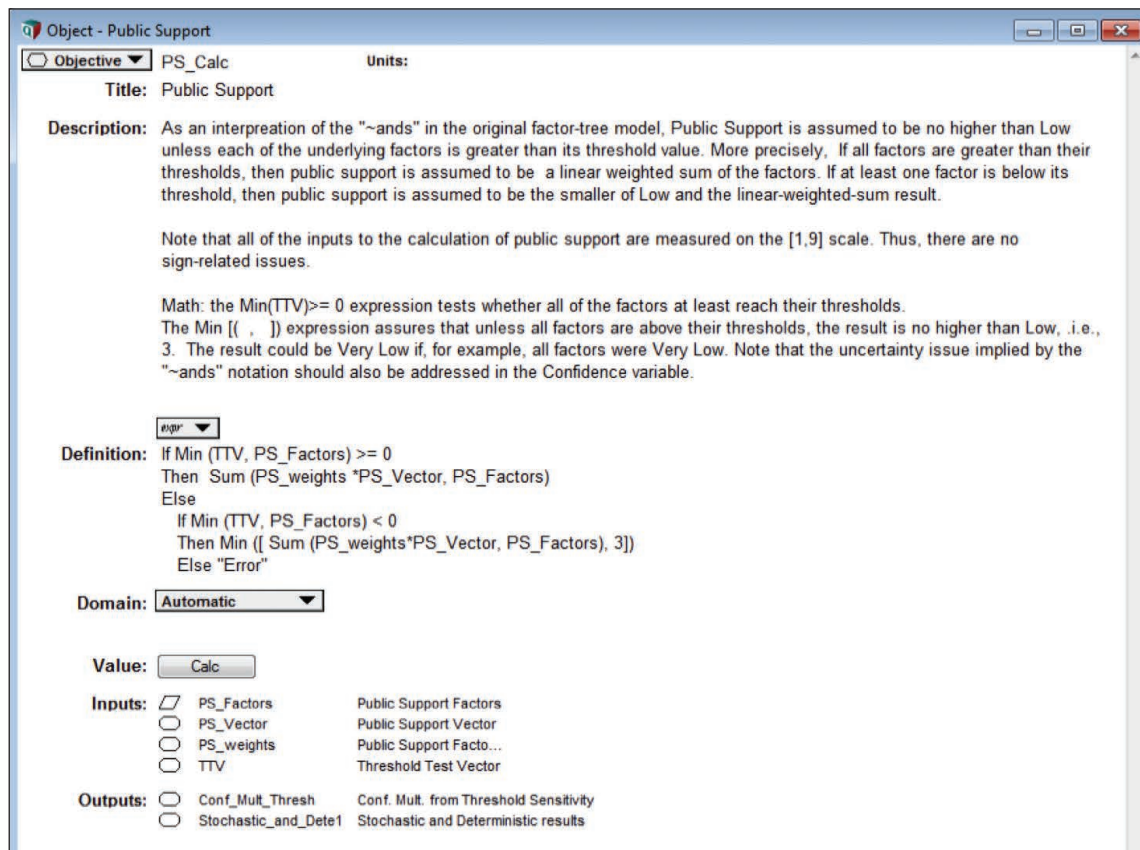 Object - Public Support
Objective PS_Calc Units:
Title: Public Support
Description: As an interpreation of the "~ands" in the original factor-tree model, Public Support is assumed to be no higher than Low
unless each of the underlying factors is greater than its threshold value. More precisely, If all factors are greater than their
thresholds, then public support is assumed to be a linear weighted sum of the factors. If at least one factor is below its
threshold, then public support is assumed to be the smaller of Low and the linear-weighted-sum result.
Note that all of the inputs to the calculation of public support are measured on the [1,9] scale. Thus, there are no
sign-related issues.
Math: the Min(TTV)>= 0 expression tests whether all of the factors at least reach their thresholds.
The Min [( , ]) expression assures that unless all factors are above their thresholds, the result is no higher than Low, .i.e.,
3. The result could be Very Low if, for example, all factors were Very Low. Note that the uncertainty issue implied by the
"~ands" notation should also be addressed in the Confidence variable.
expr
Definition: If Min (TTV, PS_Factors) >= 0
Then Sum (PS_weights *PS_Vector, PS_Factors)
Else
If Min (TTV, PS_Factors) < 0
Then Min ([ Sum (PS_weights*PS_Vector, PS_Factors), 3])
Else "Error"
Domain: Automatic
Value: Calc
Inputs: PS_Factors Public Support Factors
PS_Vector Public Support Vector
PS_weights Public Support Facto...
TTV Threshold Test Vector
Outputs: Conf_Mult_Thresh Conf. Mult. from Threshold Sensitivity
Stochastic_and_Dete1 Stochastic and Deterministic results